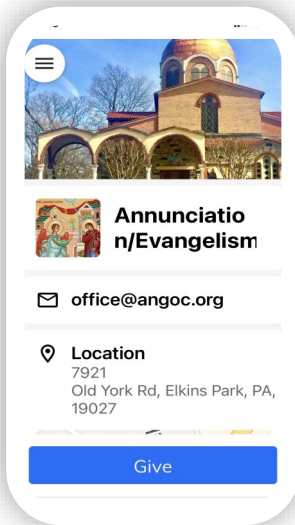 Annunciatio
n/Evangelism
office@angoc.org
Location
7921
Old York Rd, Elkins Park, PA,
19027
Give